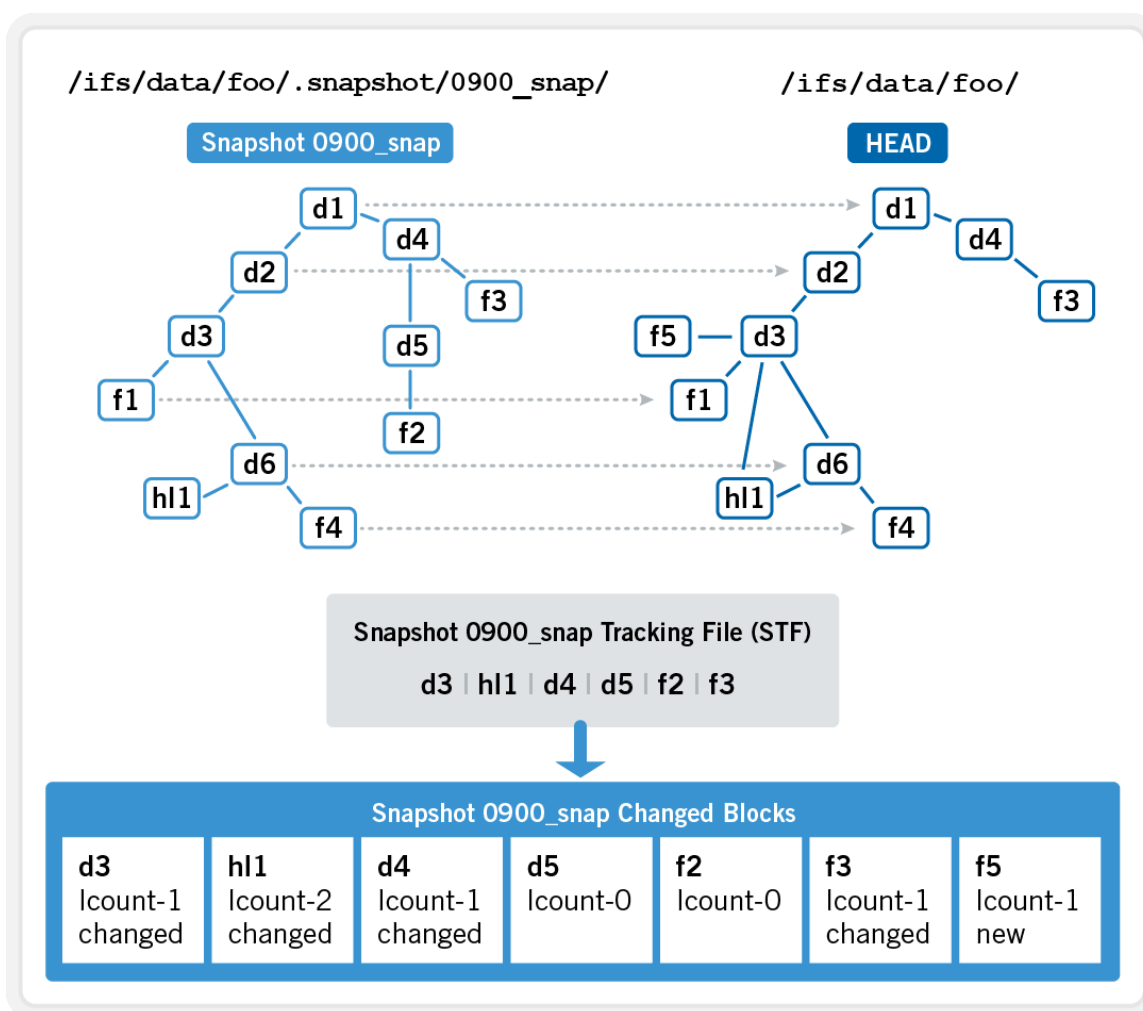 /ifs/data/foo/.snapshot/0900_snap/
/ifs/data/foo/
Snapshot 0900_snap
HEAD
d1
d4
d2
f3
d3
d5
f1
f2
d6
hl1
f4
d1
d4
d2
f3
f5
d3
f1
d6
hl1
f4
Snapshot 0900_snap Tracking File (STF)
d3 | hl1 | d4 | d5 | f2 | f3
Snapshot 0900_snap Changed Blocks
d3
lcount-1
changed
hl1
lcount-2
changed
d4
lcount-1
changed
d5
lcount-0
f2
lcount-0
f3
lcount-1
changed
f5
lcount-1
new